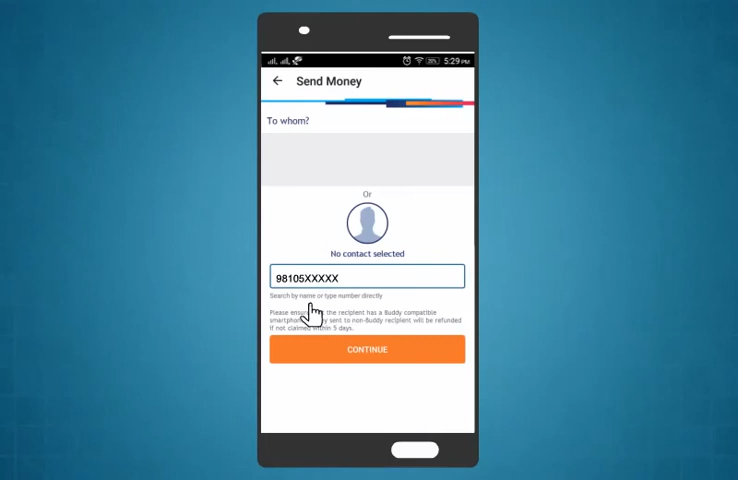 20% 5:29 PM
Send Money
To whom?
Or
No contact selected
98105XXXXX
Search by name or type number directly
Please ensure the recipient has a Buddy compatible
smartphone sent to non-Buddy recipient will be refunded
if not claimed within 5 days.
CONTINUE